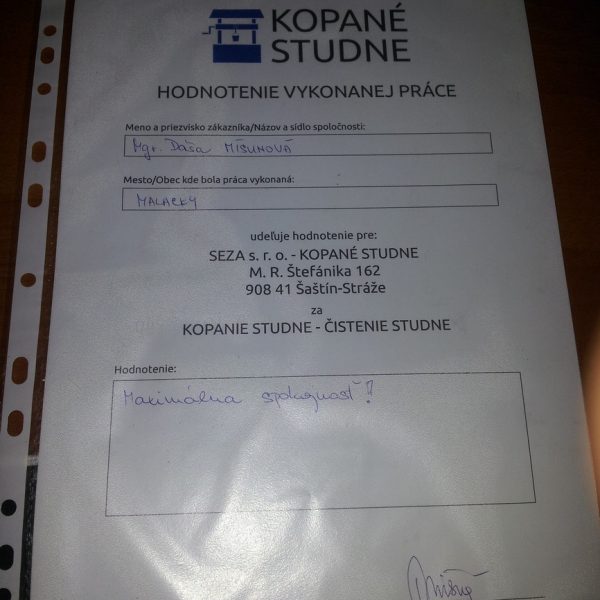 KOPANÉ
STUDNE
HODNOTENIE VYKONANEJ PRÁCE
Meno a priezvisko zákazníka/Názov a sídlo spoločnosti:
Mgr. Dáša MIŠUNOVÁ
Mesto/Obec kde bola práca vykonaná:
MALACKY
udeľuje hodnotenie pre:
SEZA s. r. o. - KOPANÉ STUDNE
M. R. Štefánika 162
908 41 Šaštín-Stráže
za
KOPANIE STUDNE - ČISTENIE STUDNE
Hodnotenie:
Maximálna spokojnosť!